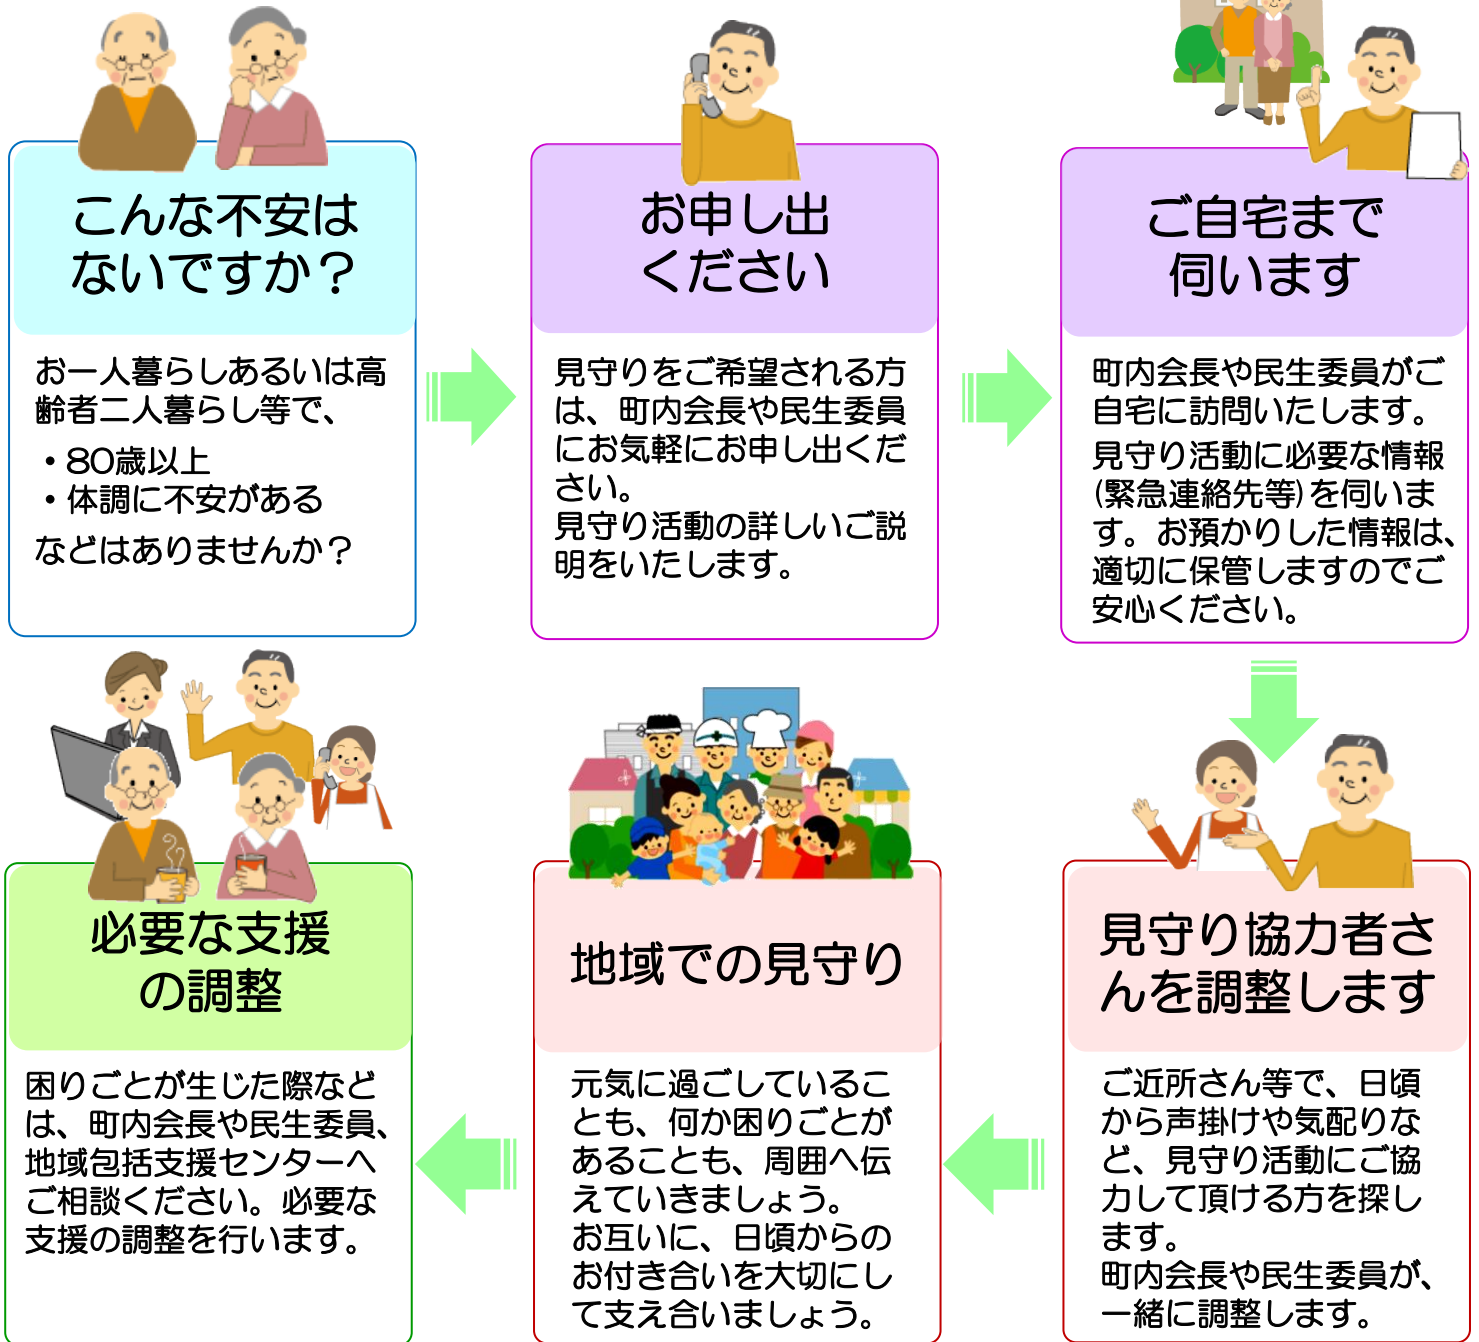 こんな不安は
ないですか？
お一人暮らしあるいは高
齢者二人暮らし等で、
・80歳以上
・体調に不安がある
などはありませんか？
お申し出
ください
見守りをご希望される方
は、町内会長や民生委員
にお気軽にお申し出くだ
さい。
見守り活動の詳しいご説
明をいたします。
ご自宅まで
伺います
町内会長や民生委員がご
自宅に訪問いたします。
見守り活動に必要な情報
(緊急連絡先等)を伺いま
す。お預かりした情報は、
適切に保管しますのでご
安心ください。
見守り協力者さ
んを調整します
ご近所さん等で、日頃
から声掛けや気配りな
ど、見守り活動にご協
力して頂ける方を探し
ます。
町内会長や民生委員が、
一緒に調整します。
地域での見守り
元気に過ごしているこ
とも、何か困りごとが
あることも、周囲へ伝
えていきましょう。
お互いに、日頃からの
お付き合いを大切にし
て支え合いましょう。
必要な支援
の調整
困りごとが生じた際など
は、町内会長や民生委員、
地域包括支援センターへ
ご相談ください。必要な
支援の調整を行います。